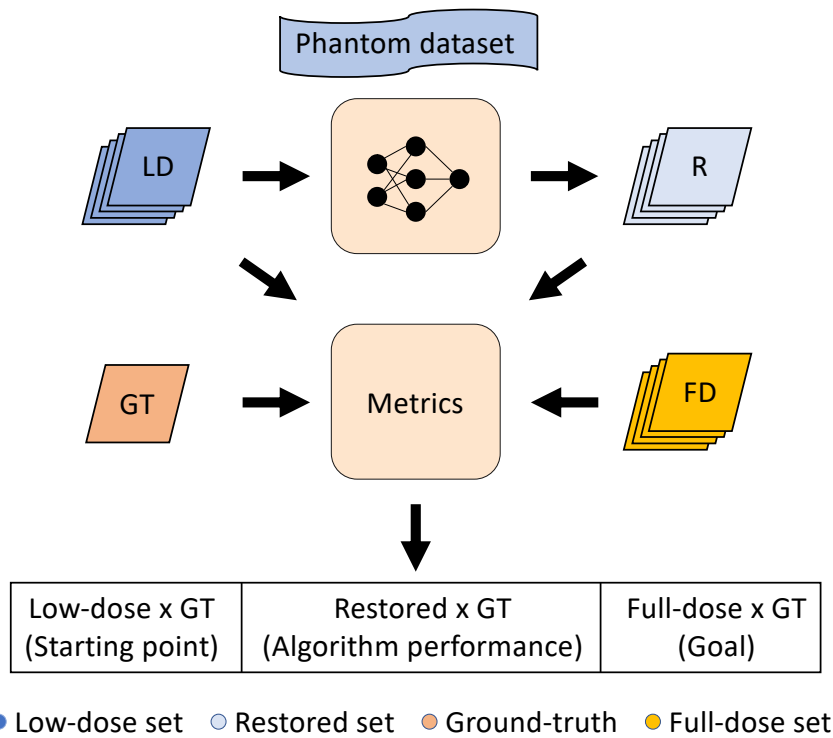 Phantom dataset
LD
R
GT
Metrics
FD
Low-dose x GT
(Starting point)
Restored x GT
(Algorithm performance)
Full-dose x GT
(Goal)
Low-dose set
Restored set
Ground-truth
Full-dose set